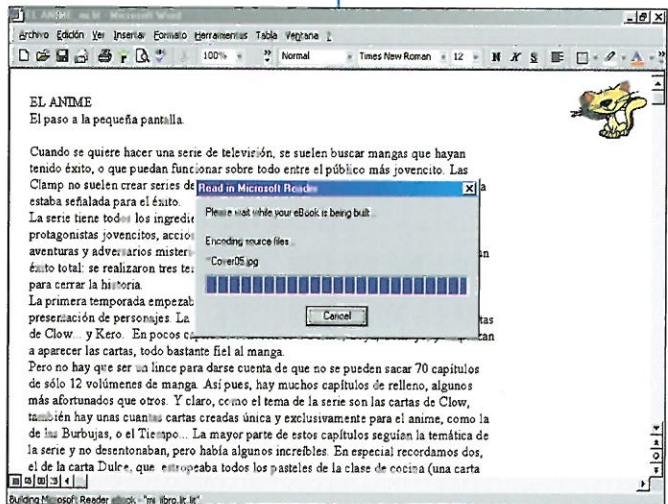 EL ANIME mi.lit - Microsoft Word
Archivo Edición Ver Insertar Formato Herramientas Tabla Ventana ?
100% Normal Times New Roman 12 N K S
EL ANIME
El paso a la pequeña pantalla.
Cuando se quiere hacer una serie de televisión, se suelen buscar mangas que hayan
tenido éxito, o que puedan funcionar sobre todo entre el público más jovencito. Las
Clamp no suelen crear series de a
estaba señalada para el éxito.
La serie tiene todos los ingredie
protagonistas jovencitos, accio
aventuras y adversarios misteri an
éxito total: se realizaron tres te
para cerrar la historia.
La primera temporada empezab
presentación de personajes. La tas
de Clow... y Kero. En pocos c an
a aparecer las cartas, todo bastante fiel al manga.
Pero no hay que ser un lince para darse cuenta de que no se pueden sacar 70 capítulos
de sólo 12 volúmenes de manga. Así pues, hay muchos capítulos de relleno, algunos
más afortunados que otros. Y claro, como el tema de la serie son las cartas de Clow,
también hay unas cuantas cartas creadas única y exclusivamente para el anime, como la
de las Burbujas, o el Tiempo... La mayor parte de estos capítulos seguían la temática de
la serie y no desentonaban, pero había algunos increíbles. En especial recordamos dos,
el de la carta Dulce, que estropeaba todos los pasteles de la clase de cocina (una carta
Read in Microsoft Reader
Please wait while your eBook is being built...
Encoding source files...
"Cover05.jpg
Cancel
Building Microsoft Reader eBook - "mi libro.lit.lit"